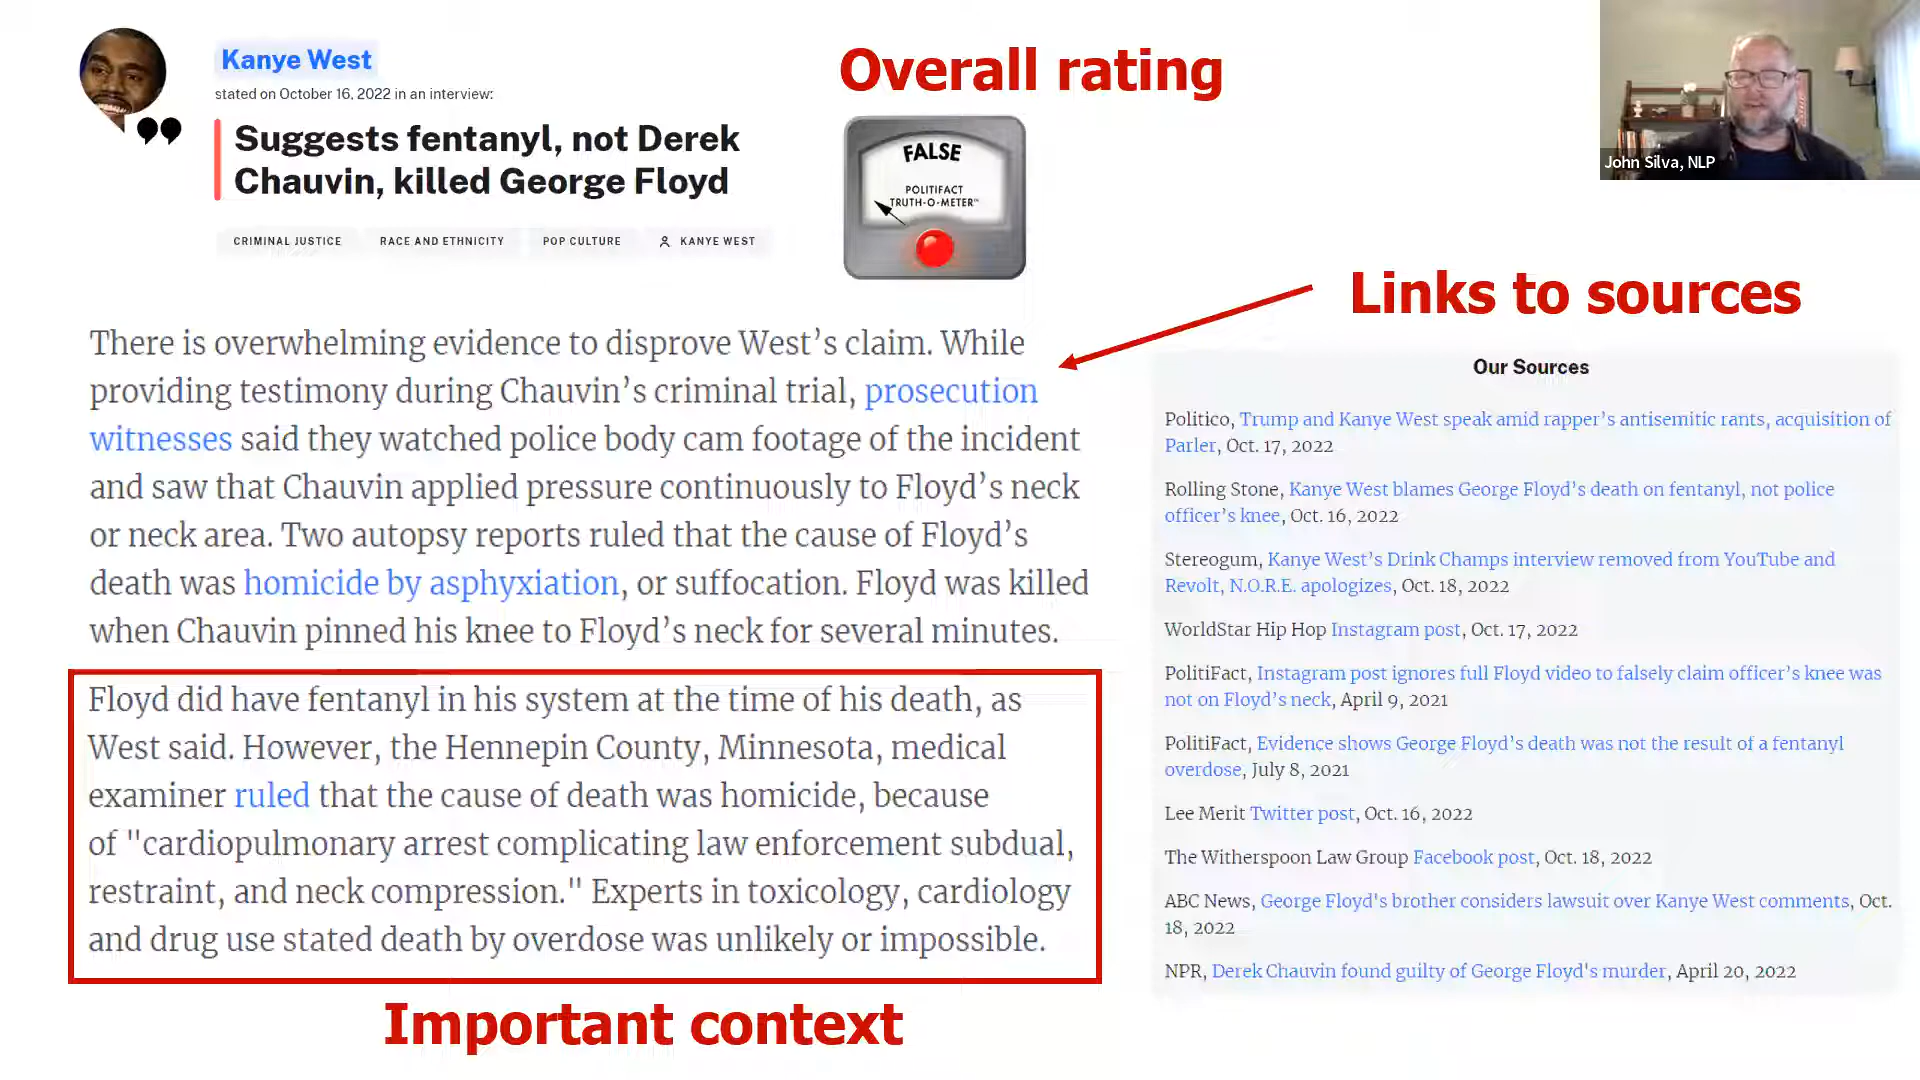 Kanye West
stated on October 16, 2022 in an interview:
Suggests fentanyl, not Derek
Chauvin, killed George Floyd
CRIMINAL JUSTICE RACE AND ETHNICITY POP CULTURE KANYE WEST
Overall rating
FALSE
POLITIFACT
TRUTH-O-METER™
John Silva, NLP
Links to sources
There is overwhelming evidence to disprove West’s claim. While
providing testimony during Chauvin’s criminal trial, prosecution
witnesses said they watched police body cam footage of the incident
and saw that Chauvin applied pressure continuously to Floyd’s neck
or neck area. Two autopsy reports ruled that the cause of Floyd’s
death was homicide by asphyxiation, or suffocation. Floyd was killed
when Chauvin pinned his knee to Floyd’s neck for several minutes.
Floyd did have fentanyl in his system at the time of his death, as
West said. However, the Hennepin County, Minnesota, medical
examiner ruled that the cause of death was homicide, because
of "cardiopulmonary arrest complicating law enforcement subdual,
restraint, and neck compression." Experts in toxicology, cardiology
and drug use stated death by overdose was unlikely or impossible.
Important context
Our Sources
Politico, Trump and Kanye West speak amid rapper’s antisemitic rants, acquisition of
Parler, Oct. 17, 2022
Rolling Stone, Kanye West blames George Floyd’s death on fentanyl, not police
officer’s knee, Oct. 16, 2022
Stereogum, Kanye West’s Drink Champs interview removed from YouTube and
Revolt, N.O.R.E. apologizes, Oct. 18, 2022
WorldStar Hip Hop Instagram post, Oct. 17, 2022
PolitiFact, Instagram post ignores full Floyd video to falsely claim officer’s knee was
not on Floyd’s neck, April 9, 2021
PolitiFact, Evidence shows George Floyd’s death was not the result of a fentanyl
overdose, July 8, 2021
Lee Merit Twitter post, Oct. 16, 2022
The Witherspoon Law Group Facebook post, Oct. 18, 2022
ABC News, George Floyd's brother considers lawsuit over Kanye West comments, Oct.
18, 2022
NPR, Derek Chauvin found guilty of George Floyd's murder, April 20, 2022